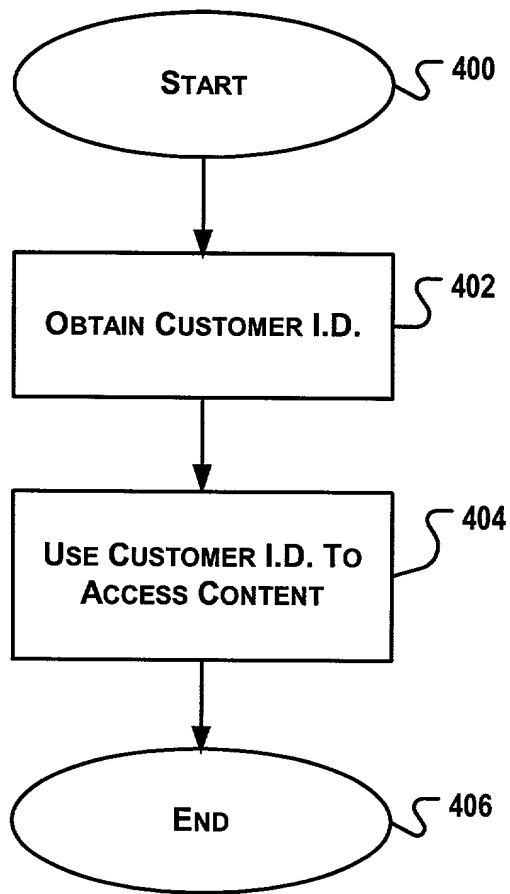 START
400
OBTAIN CUSTOMER I.D.
402
USE CUSTOMER I.D. TO
ACCESS CONTENT
404
END
406